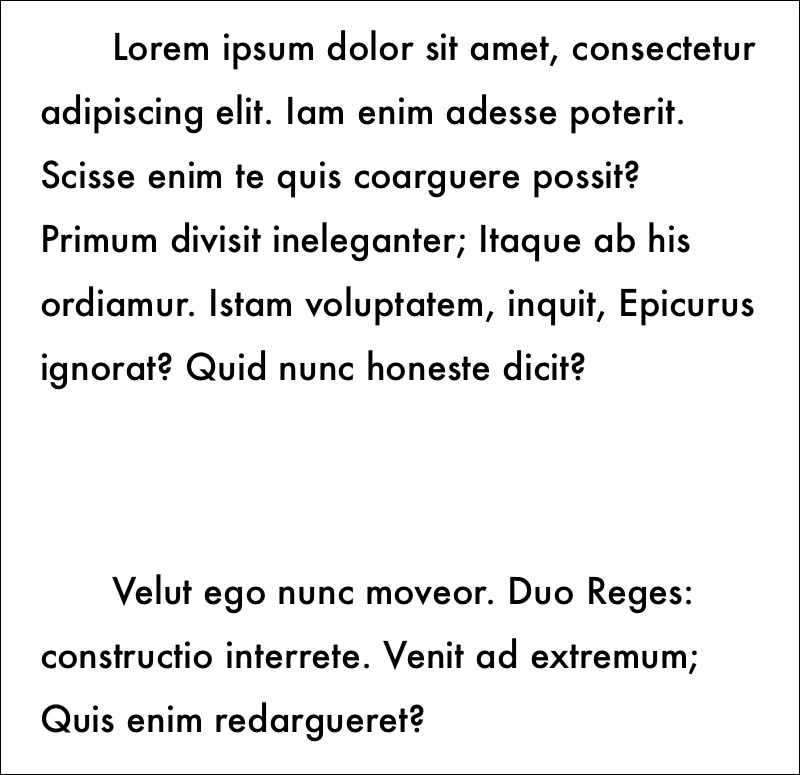 Lorem ipsum dolor sit amet, consectetur
adipiscing elit. Iam enim adesse poterit.
Scisse enim te quis coarguere possit?
Primum divisit ineleganter; Itaque ab his
ordiamur. Istam voluptatem, inquit, Epicurus
ignorat? Quid nunc honeste dicit?
Velut ego nunc moveor. Duo Reges:
constructio interrete. Venit ad extremum;
Quis enim redargueret?